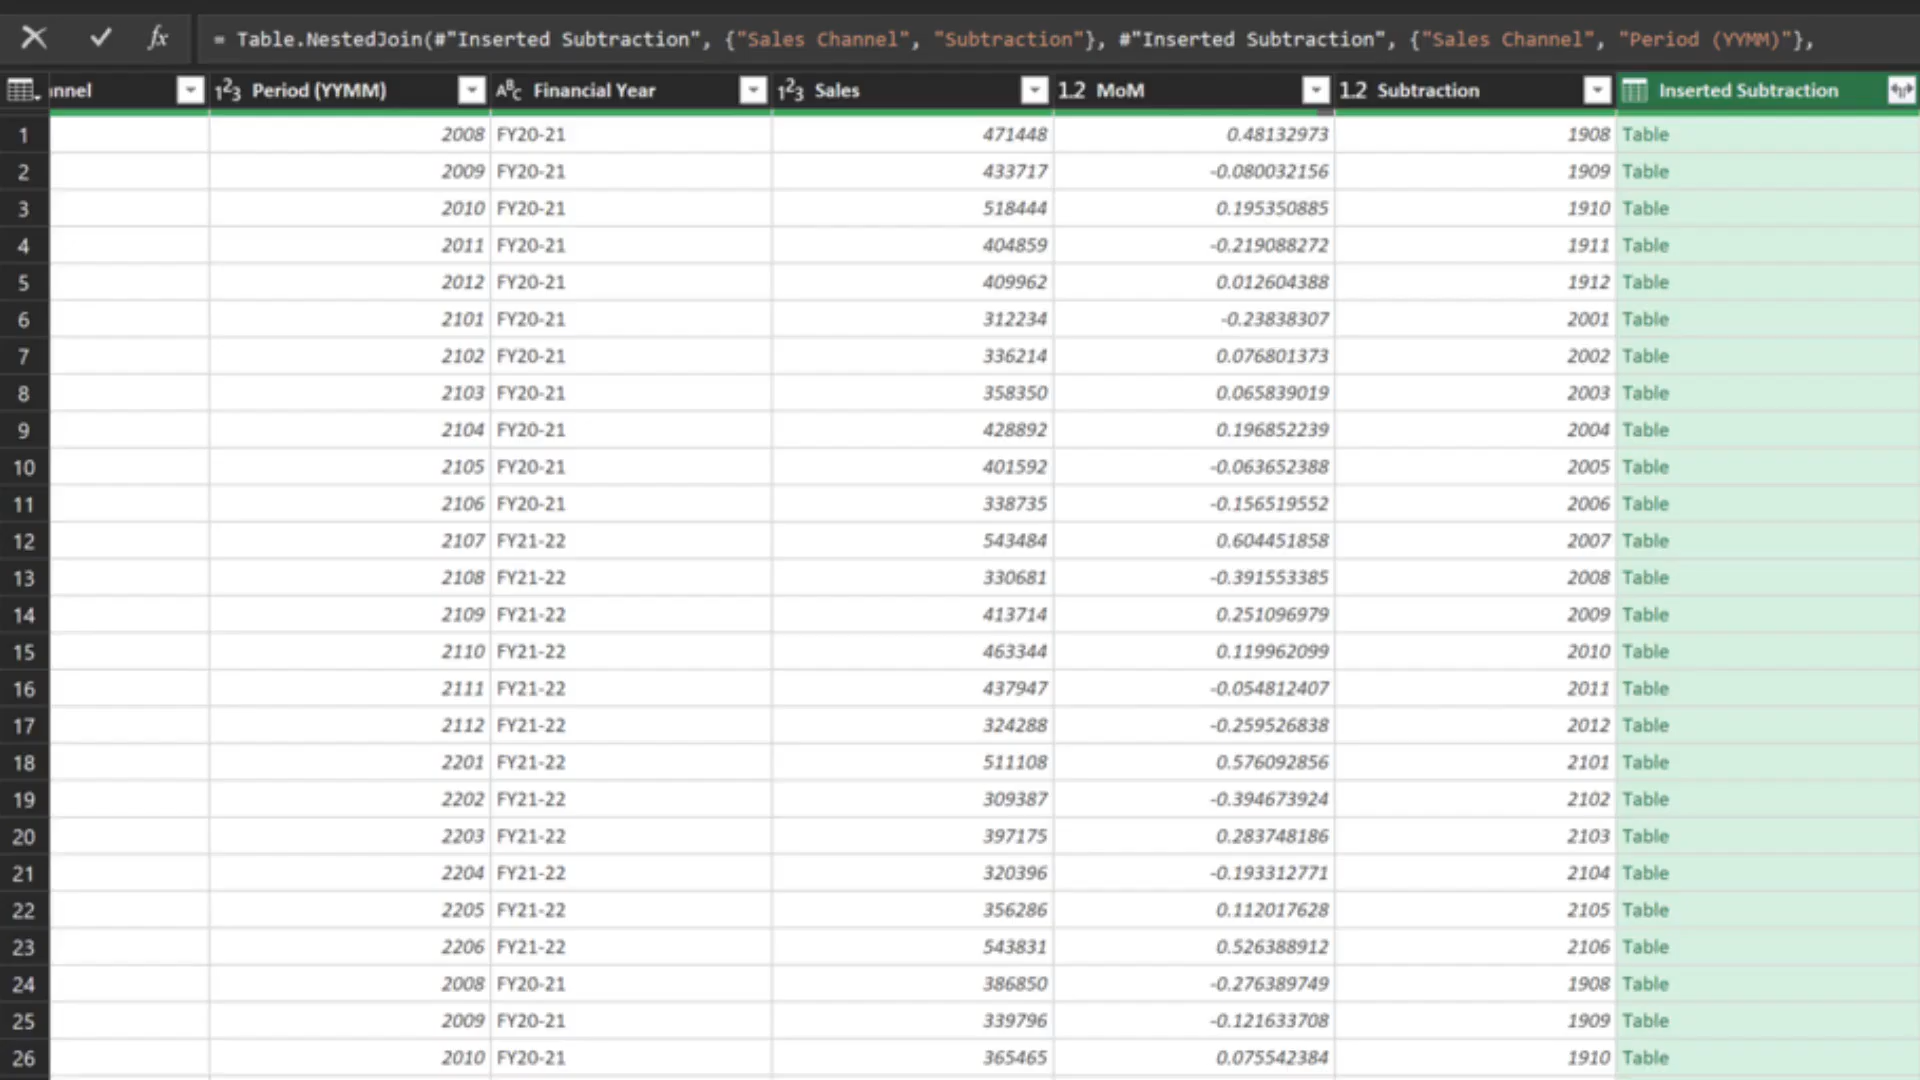 = Table.NestedJoin(#"Inserted Subtraction", {"Sales Channel", "Subtraction"}, #"Inserted Subtraction", {"Sales Channel", "Period (YYMM)"},
nnel 123 Period (YYMM) ABC Financial Year 123 Sales 1.2 MoM 1.2 Subtraction Inserted Subtraction
1 2008 FY20-21 471448 0.48132973 1908 Table
2 2009 FY20-21 433717 -0.080032156 1909 Table
3 2010 FY20-21 518444 0.195350885 1910 Table
4 2011 FY20-21 404859 -0.219088272 1911 Table
5 2012 FY20-21 409962 0.012604388 1912 Table
6 2101 FY20-21 312234 -0.23838307 2001 Table
7 2102 FY20-21 336214 0.076801373 2002 Table
8 2103 FY20-21 358350 0.065839019 2003 Table
9 2104 FY20-21 428892 0.196852239 2004 Table
10 2105 FY20-21 401592 -0.063652388 2005 Table
11 2106 FY20-21 338735 -0.156519552 2006 Table
12 2107 FY21-22 543484 0.604451858 2007 Table
13 2108 FY21-22 330681 -0.391553385 2008 Table
14 2109 FY21-22 413714 0.251096979 2009 Table
15 2110 FY21-22 463344 0.119962099 2010 Table
16 2111 FY21-22 437947 -0.054812407 2011 Table
17 2112 FY21-22 324288 -0.259526838 2012 Table
18 2201 FY21-22 511108 0.576092856 2101 Table
19 2202 FY21-22 309387 -0.394673924 2102 Table
20 2203 FY21-22 397175 0.283748186 2103 Table
21 2204 FY21-22 320396 -0.193312771 2104 Table
22 2205 FY21-22 356286 0.112017628 2105 Table
23 2206 FY21-22 543831 0.526388912 2106 Table
24 2008 FY20-21 386850 -0.276389749 1908 Table
25 2009 FY20-21 339796 -0.121633708 1909 Table
26 2010 FY20-21 365465 0.075542384 1910 Table